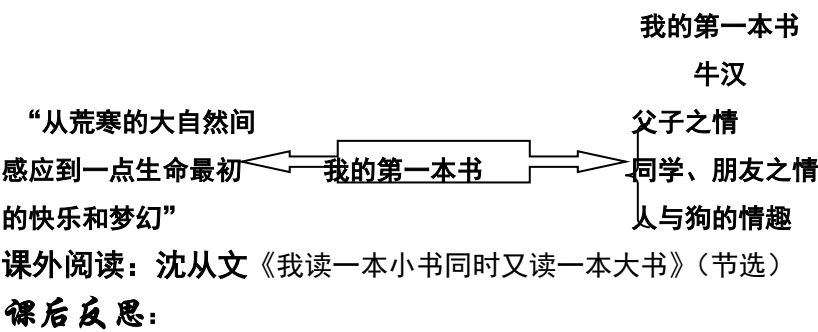 我的第一本书
牛汉
“从荒寒的大自然间 父子之情
感应到一点生命最初 我的第一本书 同学、朋友之情
的快乐和梦幻” 人与狗的情趣
课外阅读：沈从文《我读一本小书同时又读一本大书》（节选）
课后反思：